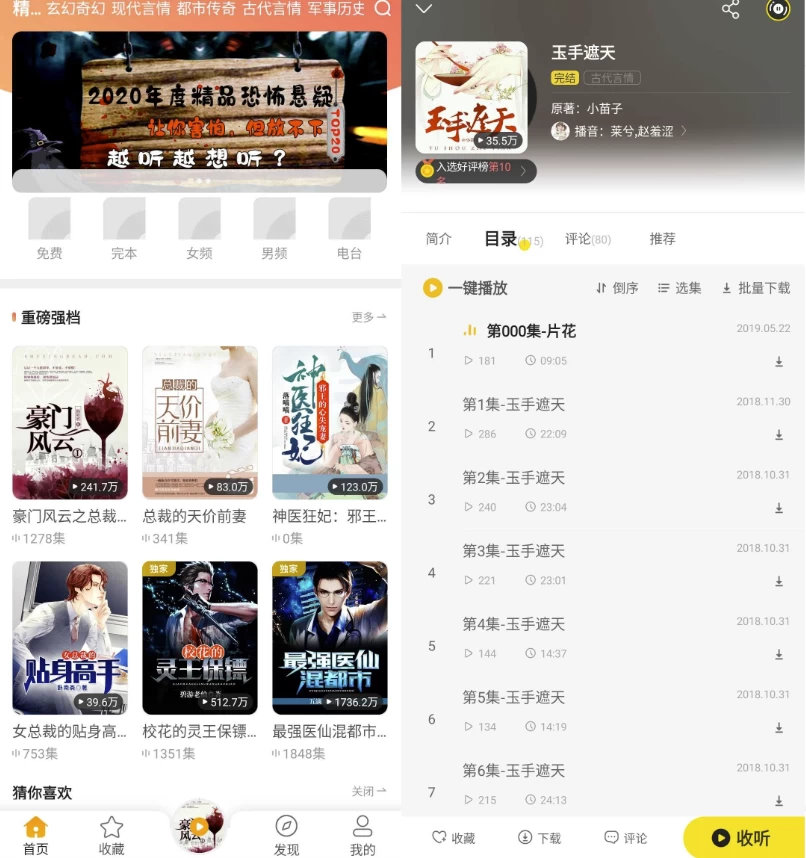 精... 玄幻奇幻 现代言情 都市传奇 古代言情 军事历史
2020年度精品恐怖悬疑
让你害怕，但放不下
越听越想听？
TOP20
免费 完本 女频 男频 电台
重磅强档 更多
豪门风云①
241.7万
总裁的天价前妻
83.0万
神医狂妃
邪王的心尖宠妻
123.0万
豪门风云之总裁... 总裁的天价前妻 神医狂妃：邪王...
1278集 341集 0集
女总裁的贴身高手
39.6万
独家
校花的灵王保镖
512.7万
独家
最强医仙混都市
1736.2万
女总裁的贴身高... 校花的灵王保镖... 最强医仙混都市...
753集 1351集 1848集
猜你喜欢 关闭
首页 收藏 发现 我的
玉手遮天
YU SHOU ZHE TIAN
35.5万
入选好评榜第10名
玉手遮天
完结 古代言情
原著：小苗子
播音：莱兮,赵羞涩
简介 目录(115) 评论(80) 推荐
一键播放 倒序 选集 批量下载
1 第000集-片花 2019.05.22
181 09:05
2 第1集-玉手遮天 2018.11.30
286 22:09
3 第2集-玉手遮天 2018.10.31
240 23:04
4 第3集-玉手遮天 2018.10.31
221 23:01
5 第4集-玉手遮天 2018.10.31
144 14:37
6 第5集-玉手遮天 2018.10.31
134 14:19
7 第6集-玉手遮天 2018.10.31
215 24:13
收藏 下载 评论 收听